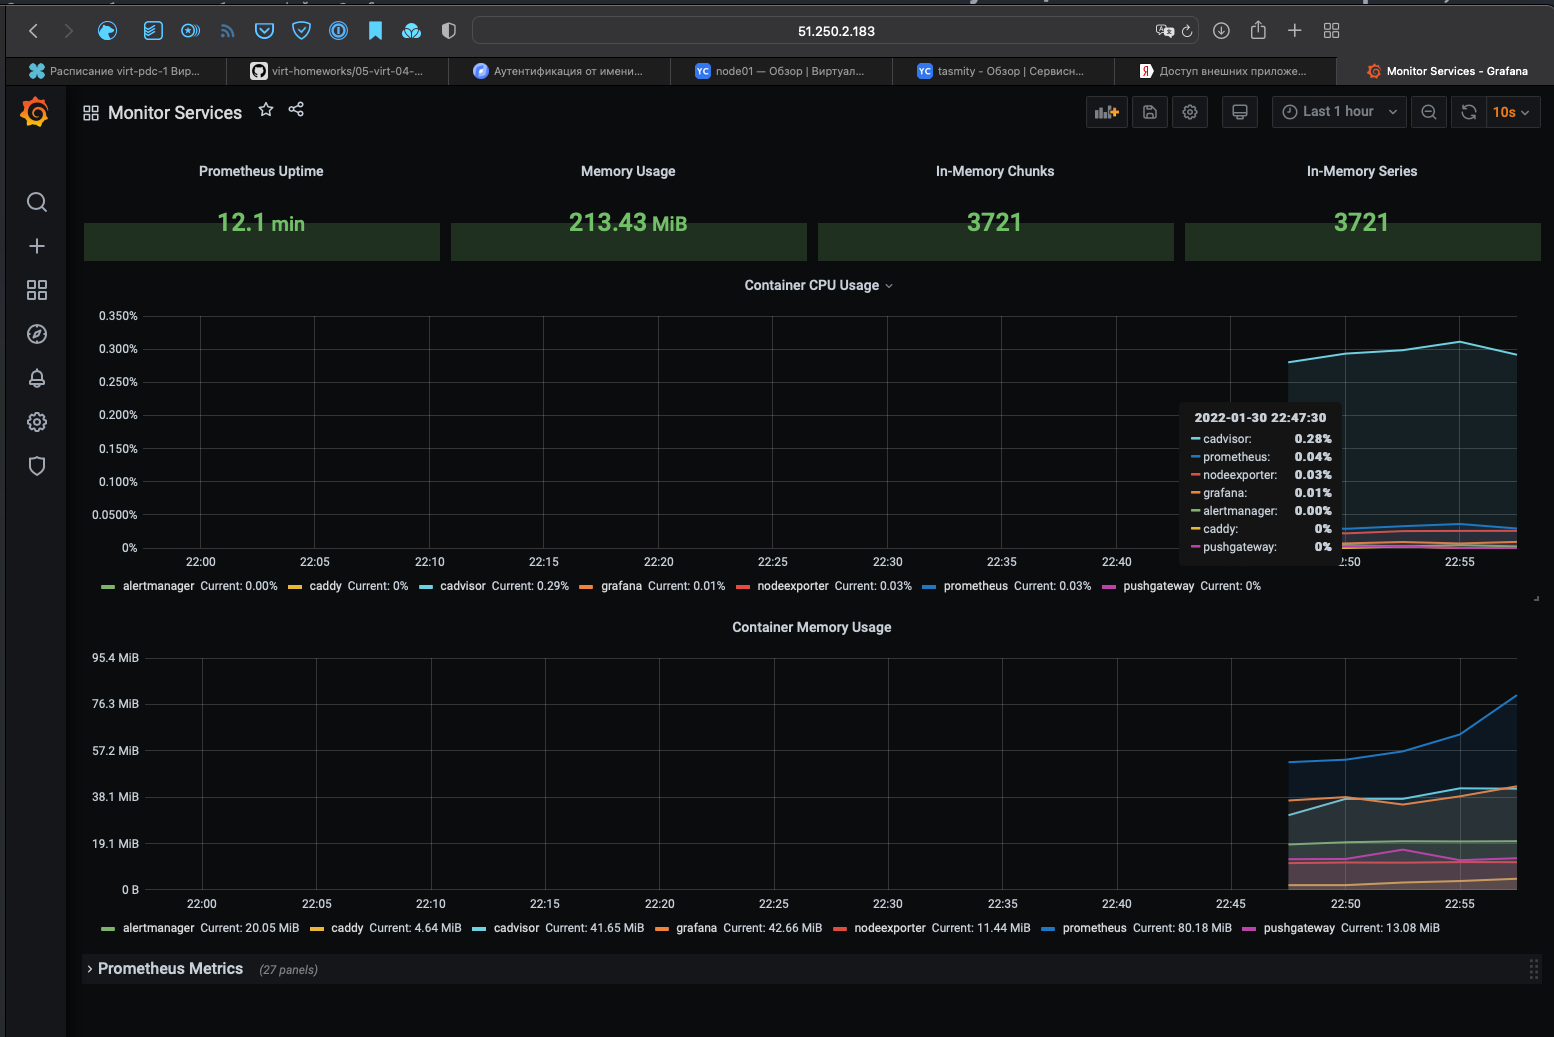 51.250.2.183
Расписание virt-pdc-1 Вир...
virt-homeworks/05-virt-04-...
Аутентификация от имени...
YC node01 — Обзор | Виртуал...
YC tasmity - Обзор | Сервисн...
Я Доступ внешних приложе...
Monitor Services - Grafana
Monitor Services
Last 1 hour
10s
Prometheus Uptime
Memory Usage
In-Memory Chunks
In-Memory Series
12.1 min
213.43 MiB
3721
3721
Container CPU Usage
0.350%
0.300%
0.250%
0.200%
0.150%
0.100%
0.0500%
0%
2022-01-30 22:47:30
cadvisor: 0.28%
prometheus: 0.04%
nodeexporter: 0.03%
grafana: 0.01%
alertmanager: 0.00%
caddy: 0%
pushgateway: 0%
22:00 22:05 22:10 22:15 22:20 22:25 22:30 22:35 22:40 :50 22:55
alertmanager Current: 0.00% caddy Current: 0% cadvisor Current: 0.29% grafana Current: 0.01% nodeexporter Current: 0.03% prometheus Current: 0.03% pushgateway Current: 0%
Container Memory Usage
95.4 MiB
76.3 MiB
57.2 MiB
38.1 MiB
19.1 MiB
0 B
22:00 22:05 22:10 22:15 22:20 22:25 22:30 22:35 22:40 22:45 22:50 22:55
alertmanager Current: 20.05 MiB caddy Current: 4.64 MiB cadvisor Current: 41.65 MiB grafana Current: 42.66 MiB nodeexporter Current: 11.44 MiB prometheus Current: 80.18 MiB pushgateway Current: 13.08 MiB
Prometheus Metrics (27 panels)